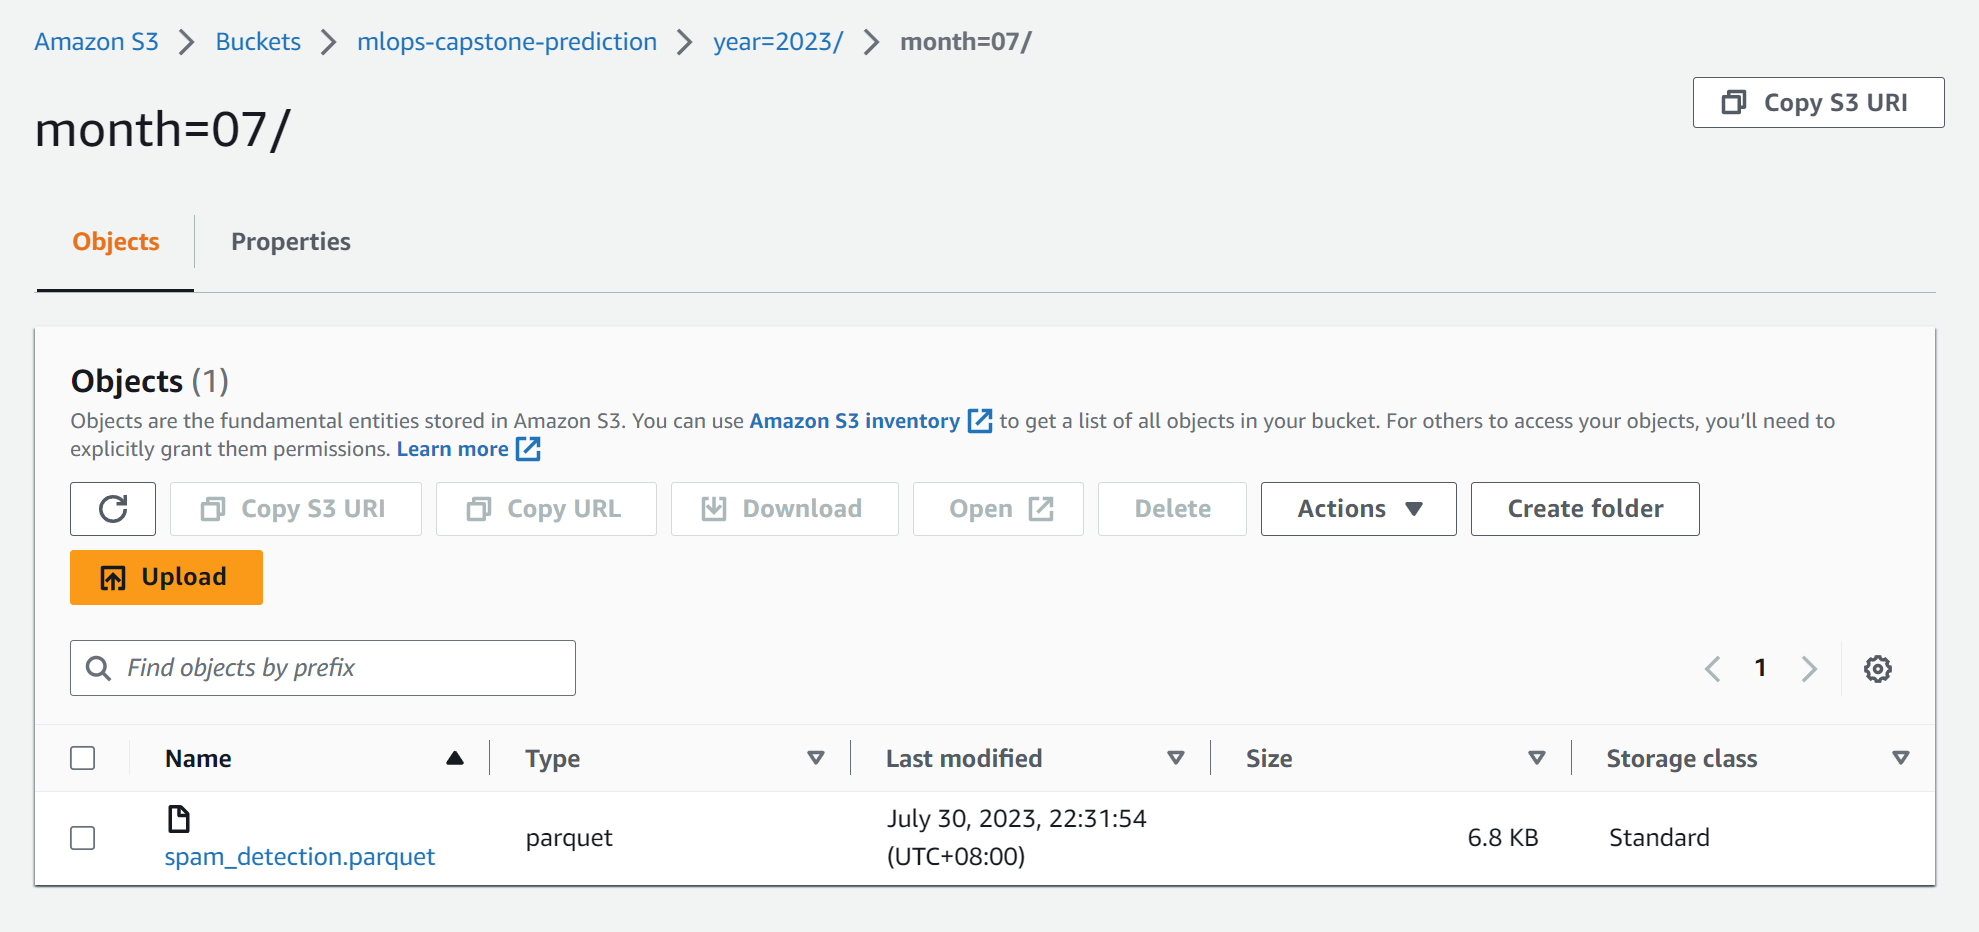 Amazon S3 > Buckets > mlops-capstone-prediction > year=2023/ > month=07/
Copy S3 URI
month=07/
Objects Properties
Objects (1)
Objects are the fundamental entities stored in Amazon S3. You can use Amazon S3 inventory to get a list of all objects in your bucket. For others to access your objects, you’ll need to
explicitly grant them permissions. Learn more
Copy S3 URI Copy URL Download Open Delete Actions Create folder
Upload
Find objects by prefix 1
Name Type Last modified Size Storage class
spam_detection.parquet parquet July 30, 2023, 22:31:54 6.8 KB Standard
(UTC+08:00)